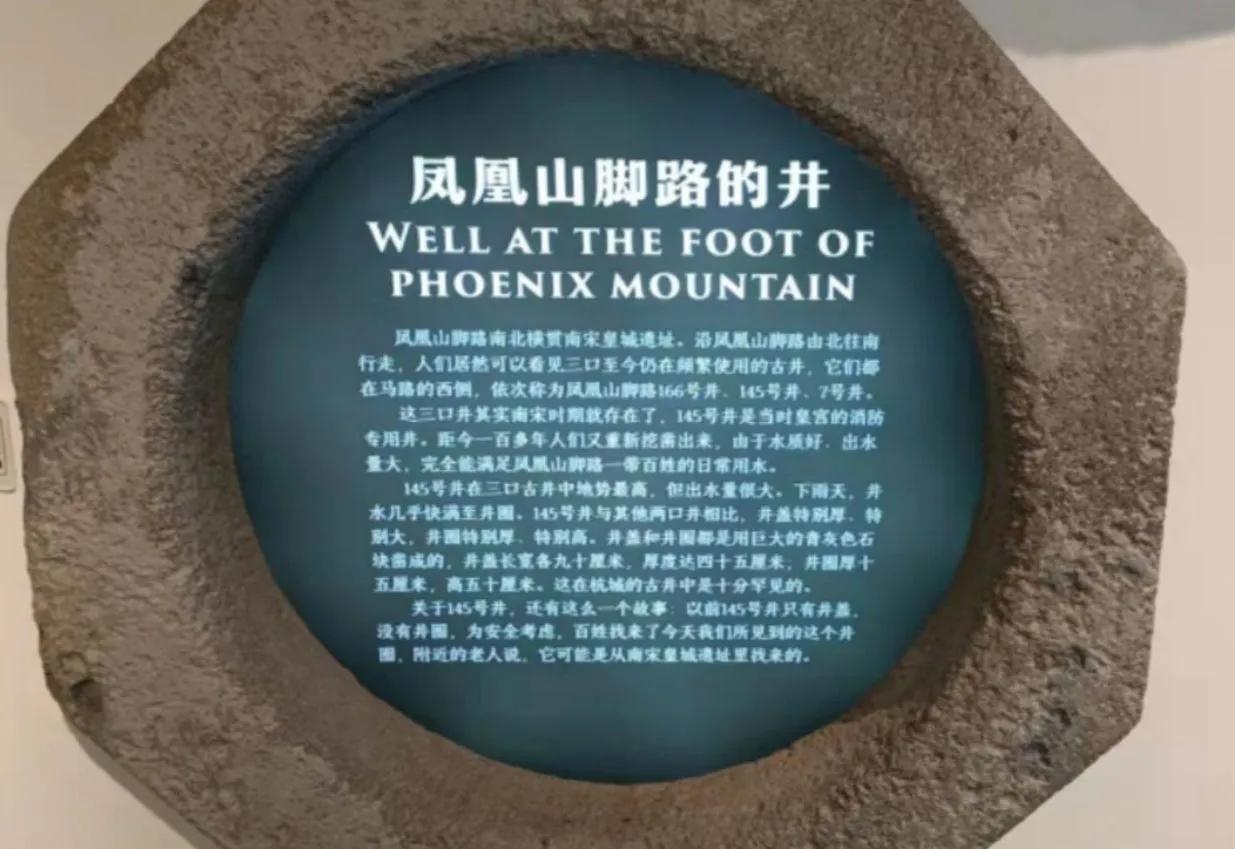 凤凰山脚路的井
WELL AT THE FOOT OF
PHOENIX MOUNTAIN
凤凰山脚路南北横贯南宋皇城遗址。沿凤凰山脚路由北往南
行走，人们居然可以看见三口至今仍在频繁使用的古井，它们都
在马路的西侧，依次称为凤凰山脚路166号井、145号井、7号井。
这三口井其实南宋时期就存在了，145号井是当时皇宫的消防
专用井。距今一百多年人们又重新挖凿出来，由于水质好、出水
量大，完全能满足凤凰山脚路一带百姓的日常用水。
145号井在三口古井中地势最高，但出水量很大。下雨天，井
水几乎快满至井圈。145号井与其他两口井相比，井盖特别厚、特
别大，井圈特别厚、特别高。井盖和井圈都是用巨大的青灰色石
块凿成的，井盖长宽各九十厘米，厚度达四十五厘米；井圈厚十
五厘米，高五十厘米。这在杭城的古井中是十分罕见的。
关于145号井，还有这么一个故事：以前145号井只有井盖，
没有井圈，为安全考虑，百姓找来了今天我们所见到的这个井
圈，附近的老人说，它可能是从南宋皇城遗址里找来的。